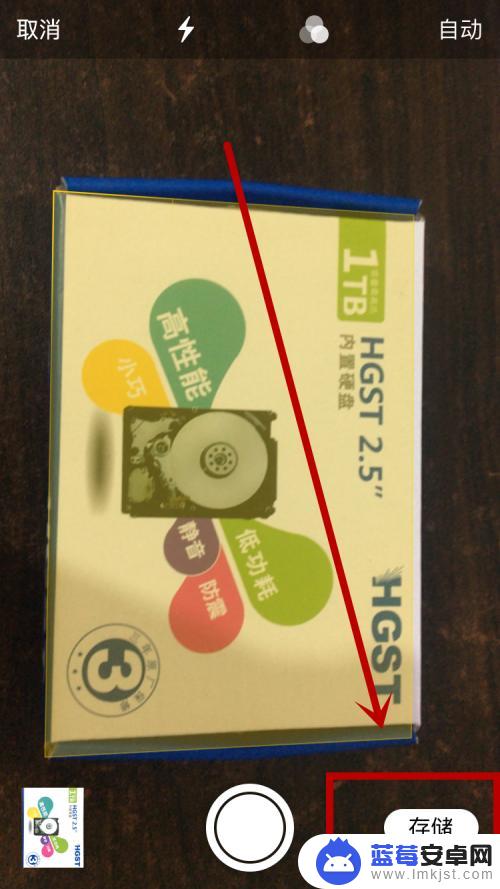 取消
自动
1TB
HGST 2.5"
内置硬盘
高性能
小巧
静音
低功耗
防震
HGST
3
存储
蓝莓安卓网
www.lmkjst.com